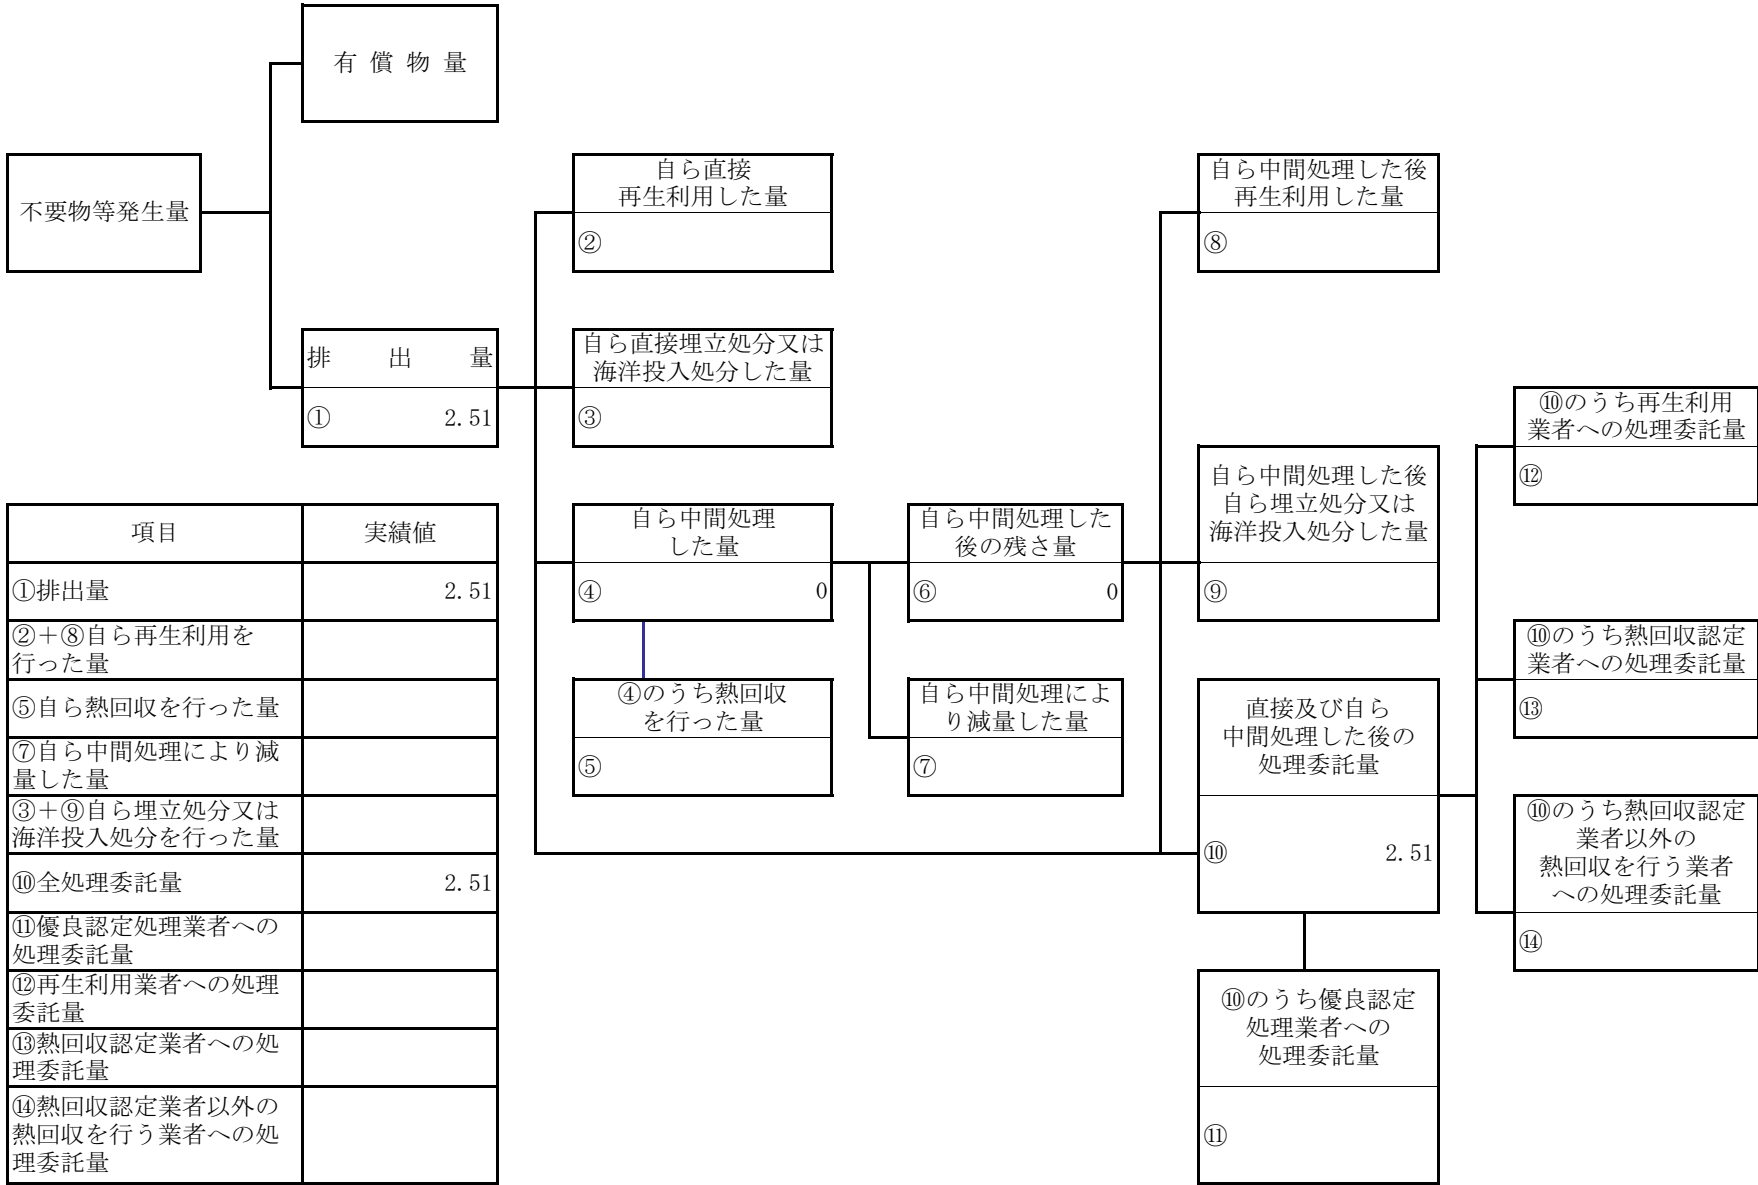 有償物量
不要物等発生量
自ら直接
再生利用した量
②
自ら中間処理した後
再生利用した量
⑧
排出量
① 2.51
自ら直接埋立処分又は
海洋投入処分した量
③
⑩のうち再生利用
業者への処理委託量
⑫
自ら中間処理
した量
④ 0
自ら中間処理した
後の残さ量
⑥ 0
自ら中間処理した後
自ら埋立処分又は
海洋投入処分した量
⑨
⑩のうち熱回収認定
業者への処理委託量
⑬
④のうち熱回収
を行った量
⑤
自ら中間処理によ
り減量した量
⑦
直接及び自ら
中間処理した後の
処理委託量
⑩ 2.51
⑩のうち熱回収認定
業者以外の
熱回収を行う業者
への処理委託量
⑭
⑩のうち優良認定
処理業者への
処理委託量
⑪
項目 実績値
①排出量 2.51
②＋⑧自ら再生利用を
行った量
⑤自ら熱回収を行った量
⑦自ら中間処理により減
量した量
③＋⑨自ら埋立処分又は
海洋投入処分を行った量
⑩全処理委託量 2.51
⑪優良認定処理業者への
処理委託量
⑫再生利用業者への処理
委託量
⑬熱回収認定業者への処
理委託量
⑭熱回収認定業者以外の
熱回収を行う業者への処
理委託量